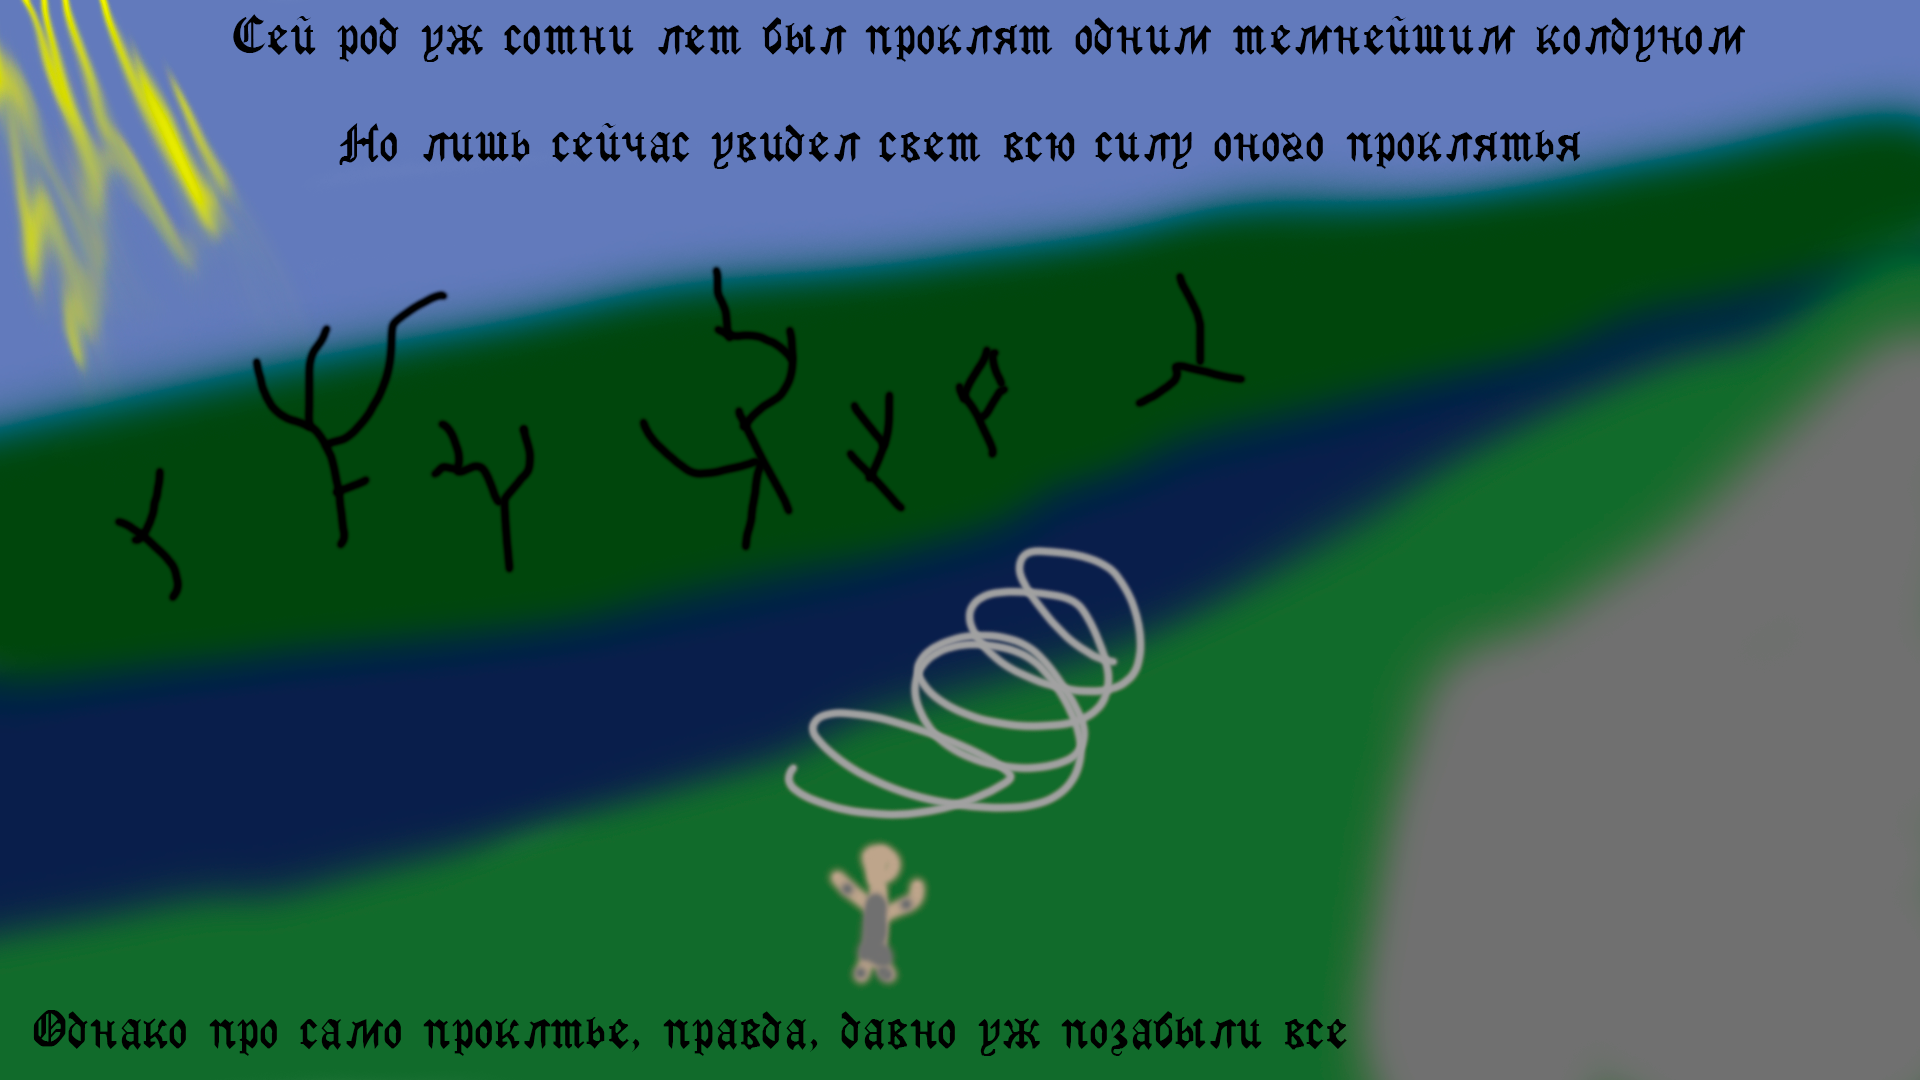 Сей род уж сотни лет был проклят одним темнейшим колдуном
Но лишь сейчас увидел свет всю силу оного проклятья
Однако про само проклтье, правда, давно уж позабыли все